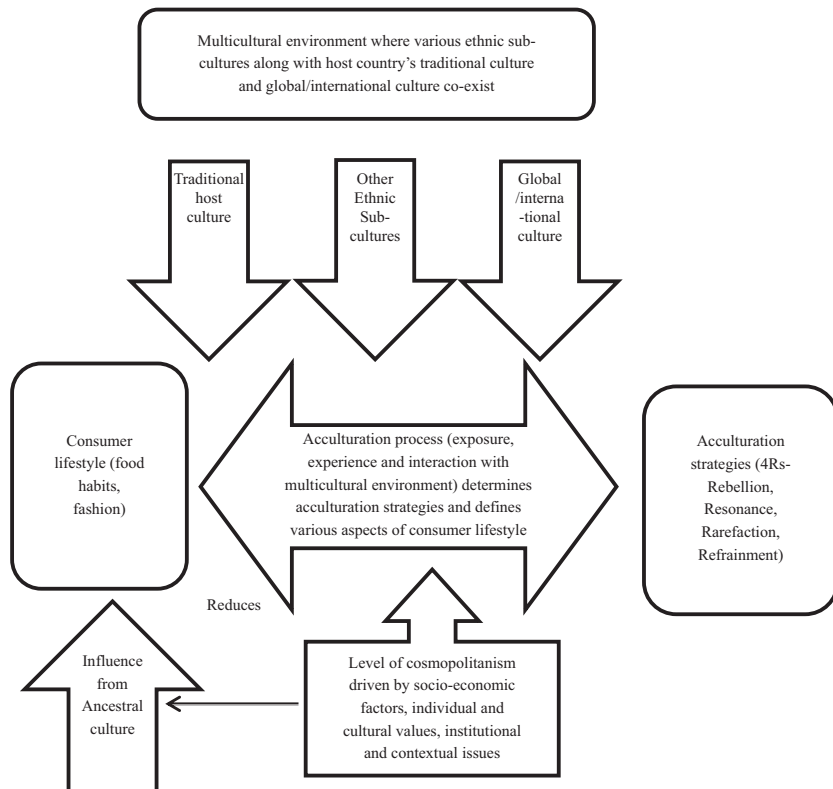 Multicultural environment where various ethnic sub-
cultures along with host country's traditional culture
and global/international culture co-exist
Traditional
host
culture
Other
Ethnic
Sub-
cultures
Global
/interna
-tional
culture
Consumer
lifestyle (food
habits,
fashion)
Acculturation process (exposure,
experience and interaction with
multicultural environment) determines
acculturation strategies and defines
various aspects of consumer lifestyle
Acculturation
strategies (4Rs-
Rebellion,
Resonance,
Rarefaction,
Refrainment)
Reduces
Influence
from
Ancestral
culture
Level of cosmopolitanism
driven by socio-economic
factors, individual and
cultural values, institutional
and contextual issues